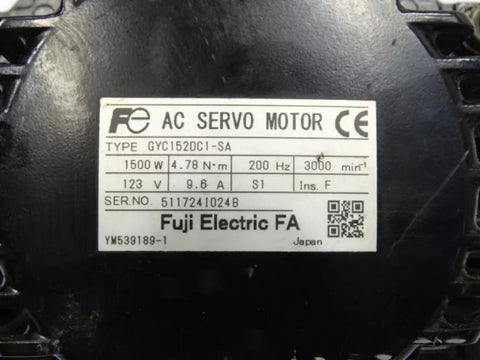 Fe AC SERVO MOTOR CE
TYPE GYC152DC1-SA
1500 W 4.78 N·m 200 Hz 3000 min⁻¹
123 V 9.6 A S1 Ins. F
SER.NO. 511724I024B
Fuji Electric FA
YM539189-1 Japan